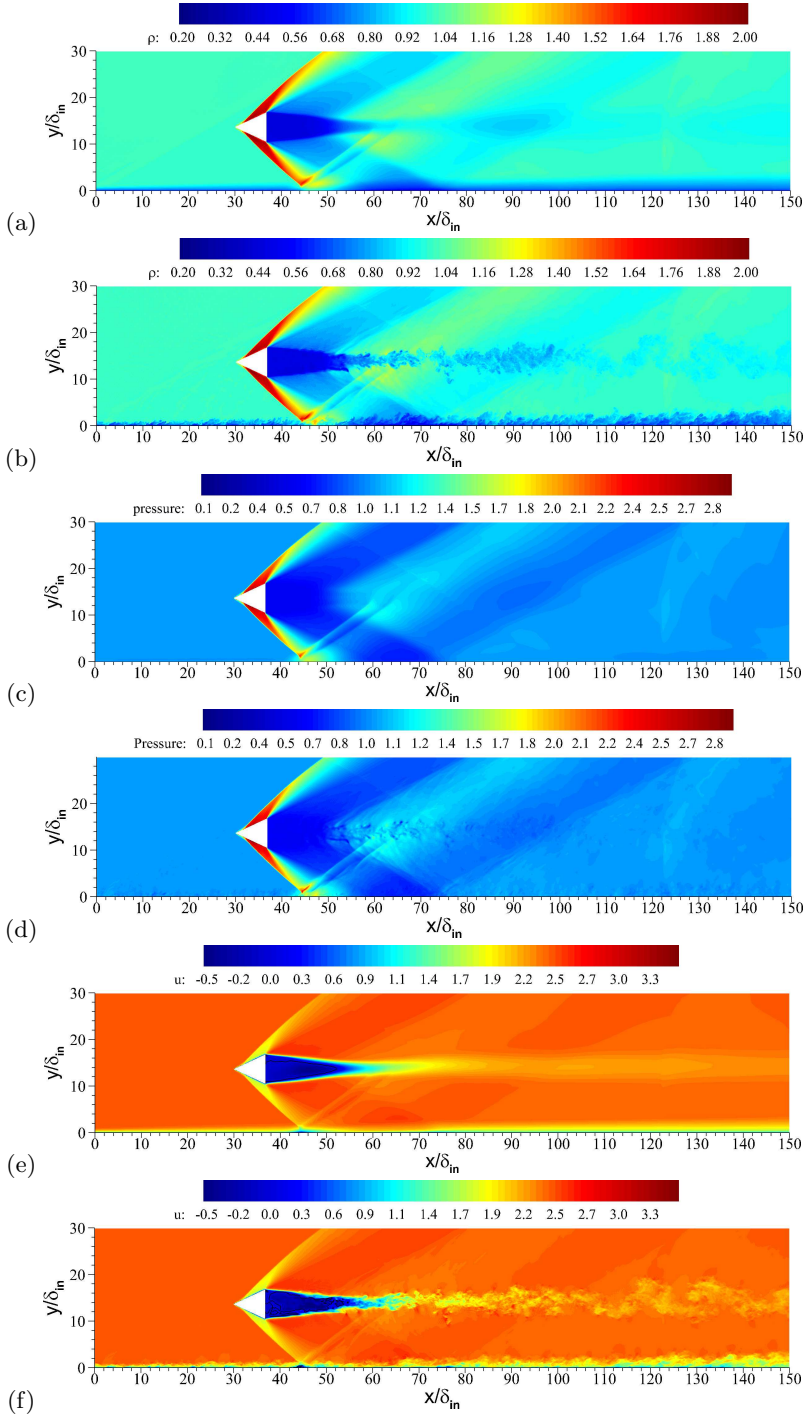 ρ: 0.20 0.32 0.44 0.56 0.68 0.80 0.92 1.04 1.16 1.28 1.40 1.52 1.64 1.76 1.88 2.00
30
20
10
0
y/δin
0 10 20 30 40 50 60 70 80 90 100 110 120 130 140 150
x/δin
(a)
ρ: 0.20 0.32 0.44 0.56 0.68 0.80 0.92 1.04 1.16 1.28 1.40 1.52 1.64 1.76 1.88 2.00
30
20
10
0
y/δin
0 10 20 30 40 50 60 70 80 90 100 110 120 130 140 150
x/δin
(b)
pressure: 0.1 0.2 0.4 0.5 0.7 0.8 1.0 1.1 1.2 1.4 1.5 1.7 1.8 2.0 2.1 2.2 2.4 2.5 2.7 2.8
30
20
10
0
y/δin
0 10 20 30 40 50 60 70 80 90 100 110 120 130 140 150
x/δin
(c)
Pressure: 0.1 0.2 0.4 0.5 0.7 0.8 1.0 1.1 1.2 1.4 1.5 1.7 1.8 2.0 2.1 2.2 2.4 2.5 2.7 2.8
20
10
0
y/δin
0 10 20 30 40 50 60 70 80 90 100 110 120 130 140 150
x/δin
(d)
u: -0.5 -0.2 0.0 0.3 0.6 0.9 1.1 1.4 1.7 1.9 2.2 2.5 2.7 3.0 3.3
30
20
10
0
y/δin
0 10 20 30 40 50 60 70 80 90 100 110 120 130 140 150
x/δin
(e)
u: -0.5 -0.2 0.0 0.3 0.6 0.9 1.1 1.4 1.7 1.9 2.2 2.5 2.7 3.0 3.3
30
20
10
0
y/δin
0 10 20 30 40 50 60 70 80 90 100 110 120 130 140 150
x/δin
(f)